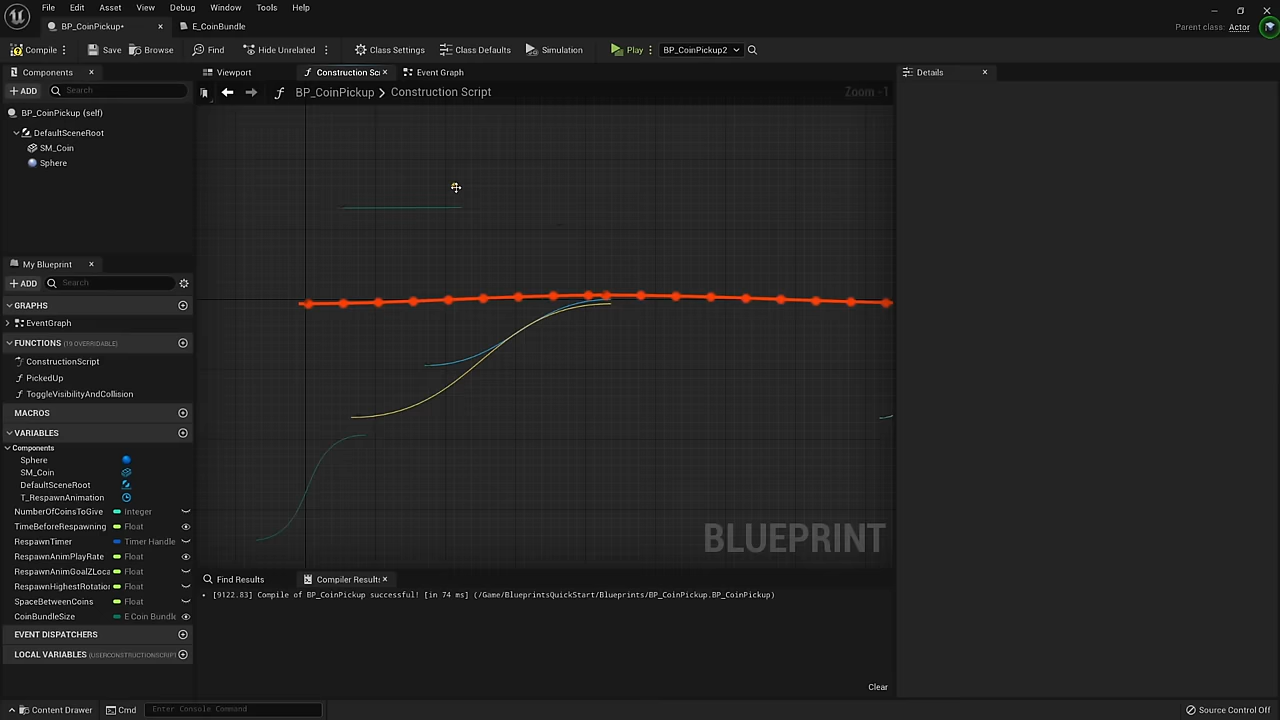 File Edit Asset View Debug Window Tools Help
BP_CoinPickup* E_CoinBundle
Parent class: Actor
Compile Save Browse Find Hide Unrelated Class Settings Class Defaults Simulation Play BP_CoinPickup2
Components
ADD Search
BP_CoinPickup (self)
DefaultSceneRoot
SM_Coin
Sphere
My Blueprint
ADD Search
GRAPHS
EventGraph
FUNCTIONS (19 OVERRIDABLE)
ConstructionScript
PickedUp
ToggleVisibilityAndCollision
MACROS
VARIABLES
Components
Sphere
SM_Coin
DefaultSceneRoot
T_RespawnAnimation
NumberOfCoinsToGive Integer
TimeBeforeRespawning Float
RespawnTimer Timer Handle
RespawnAnimPlayRate Float
RespawnAnimGoalZLoca Float
RespawnHighestRotation Float
SpaceBetweenCoins Float
CoinBundleSize E Coin Bundle
EVENT DISPATCHERS
LOCAL VARIABLES (USERCONSTRUCTIONSCRIPT
Viewport Construction Scr Event Graph
BP_CoinPickup > Construction Script
Zoom -1
BLUEPRINT
Find Results Compiler Results
[9122.83] Compile of BP_CoinPickup successful! [in 74 ms] (/Game/BlueprintsQuickStart/Blueprints/BP_CoinPickup.BP_CoinPickup)
Clear
Details
Content Drawer Cmd Enter Console Command
Source Control Off